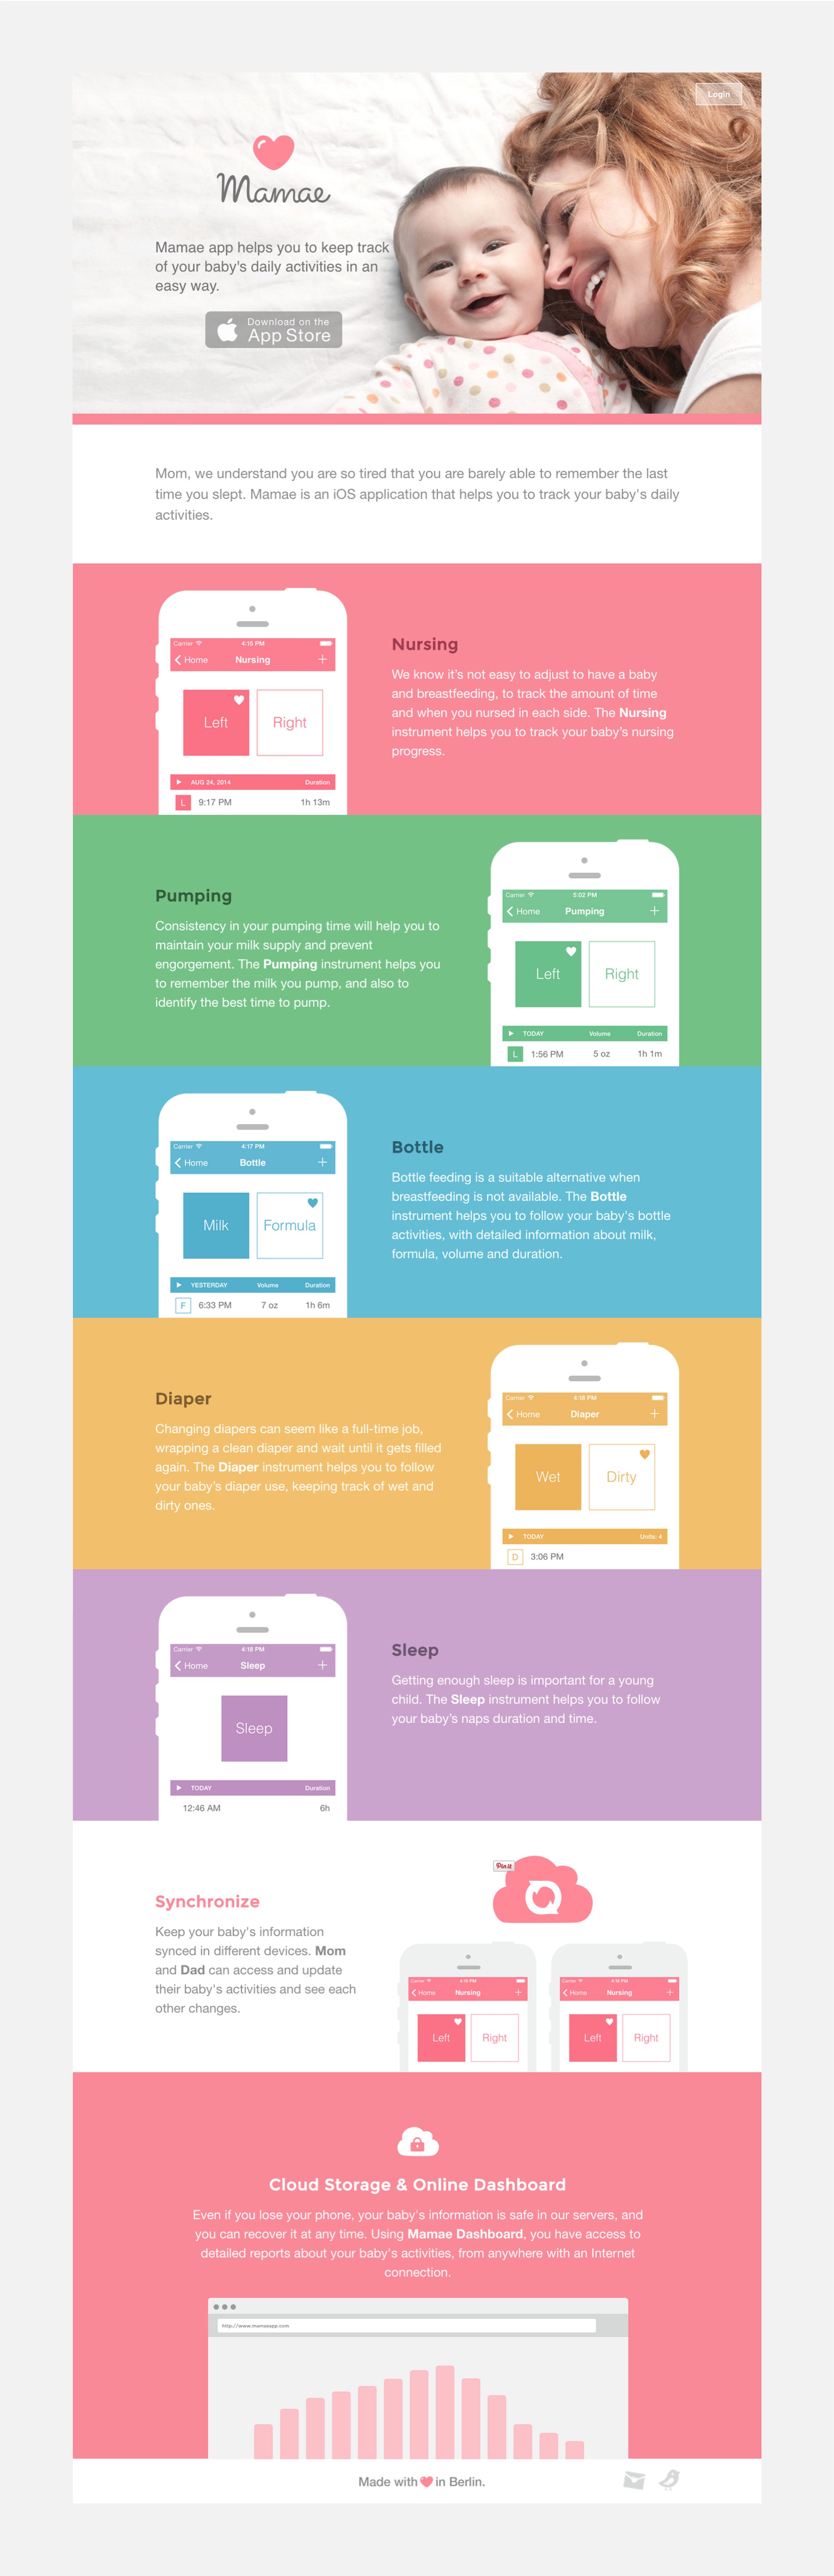 Login
Mamae
Mamae app helps you to keep track
of your baby's daily activities in an
easy way.
Download on the
App Store
Mom, we understand you are so tired that you are barely able to remember the last
time you slept. Mamae is an iOS application that helps you to track your baby's daily
activities.
Carrier 4:15 PM
Home Nursing +
Left Right
AUG 24, 2014 Duration
L 9:17 PM 1h 13m
Nursing
We know it's not easy to adjust to have a baby
and breastfeeding, to track the amount of time
and when you nursed in each side. The Nursing
instrument helps you to track your baby's nursing
progress.
Pumping
Consistency in your pumping time will help you to
maintain your milk supply and prevent
engorgement. The Pumping instrument helps you
to remember the milk you pump, and also to
identify the best time to pump.
Carrier 5:02 PM
Home Pumping +
Left Right
TODAY Volume Duration
L 1:56 PM 5 oz 1h 1m
Carrier 4:17 PM
Home Bottle +
Milk Formula
YESTERDAY Volume Duration
F 6:33 PM 7 oz 1h 6m
Bottle
Bottle feeding is a suitable alternative when
breastfeeding is not available. The Bottle
instrument helps you to follow your baby's bottle
activities, with detailed information about milk,
formula, volume and duration.
Diaper
Changing diapers can seem like a full-time job,
wrapping a clean diaper and wait until it gets filled
again. The Diaper instrument helps you to follow
your baby's diaper use, keeping track of wet and
dirty ones.
Carrier 4:18 PM
Home Diaper +
Wet Dirty
TODAY Units: 4
D 3:06 PM
Carrier 4:18 PM
Home Sleep +
Sleep
TODAY Duration
12:46 AM 6h
Sleep
Getting enough sleep is important for a young
child. The Sleep instrument helps you to follow
your baby's naps duration and time.
Pin it
Synchronize
Keep your baby's information
synced in different devices. Mom
and Dad can access and update
their baby's activities and see each
other changes.
Carrier 4:15 PM
Home Nursing +
Left Right
Carrier 4:15 PM
Home Nursing +
Left Right
Cloud Storage & Online Dashboard
Even if you lose your phone, your baby's information is safe in our servers, and
you can recover it at any time. Using Mamae Dashboard, you have access to
detailed reports about your baby's activities, from anywhere with an Internet
connection.
http://www.mamaeapp.com
Made with ❤ in Berlin.